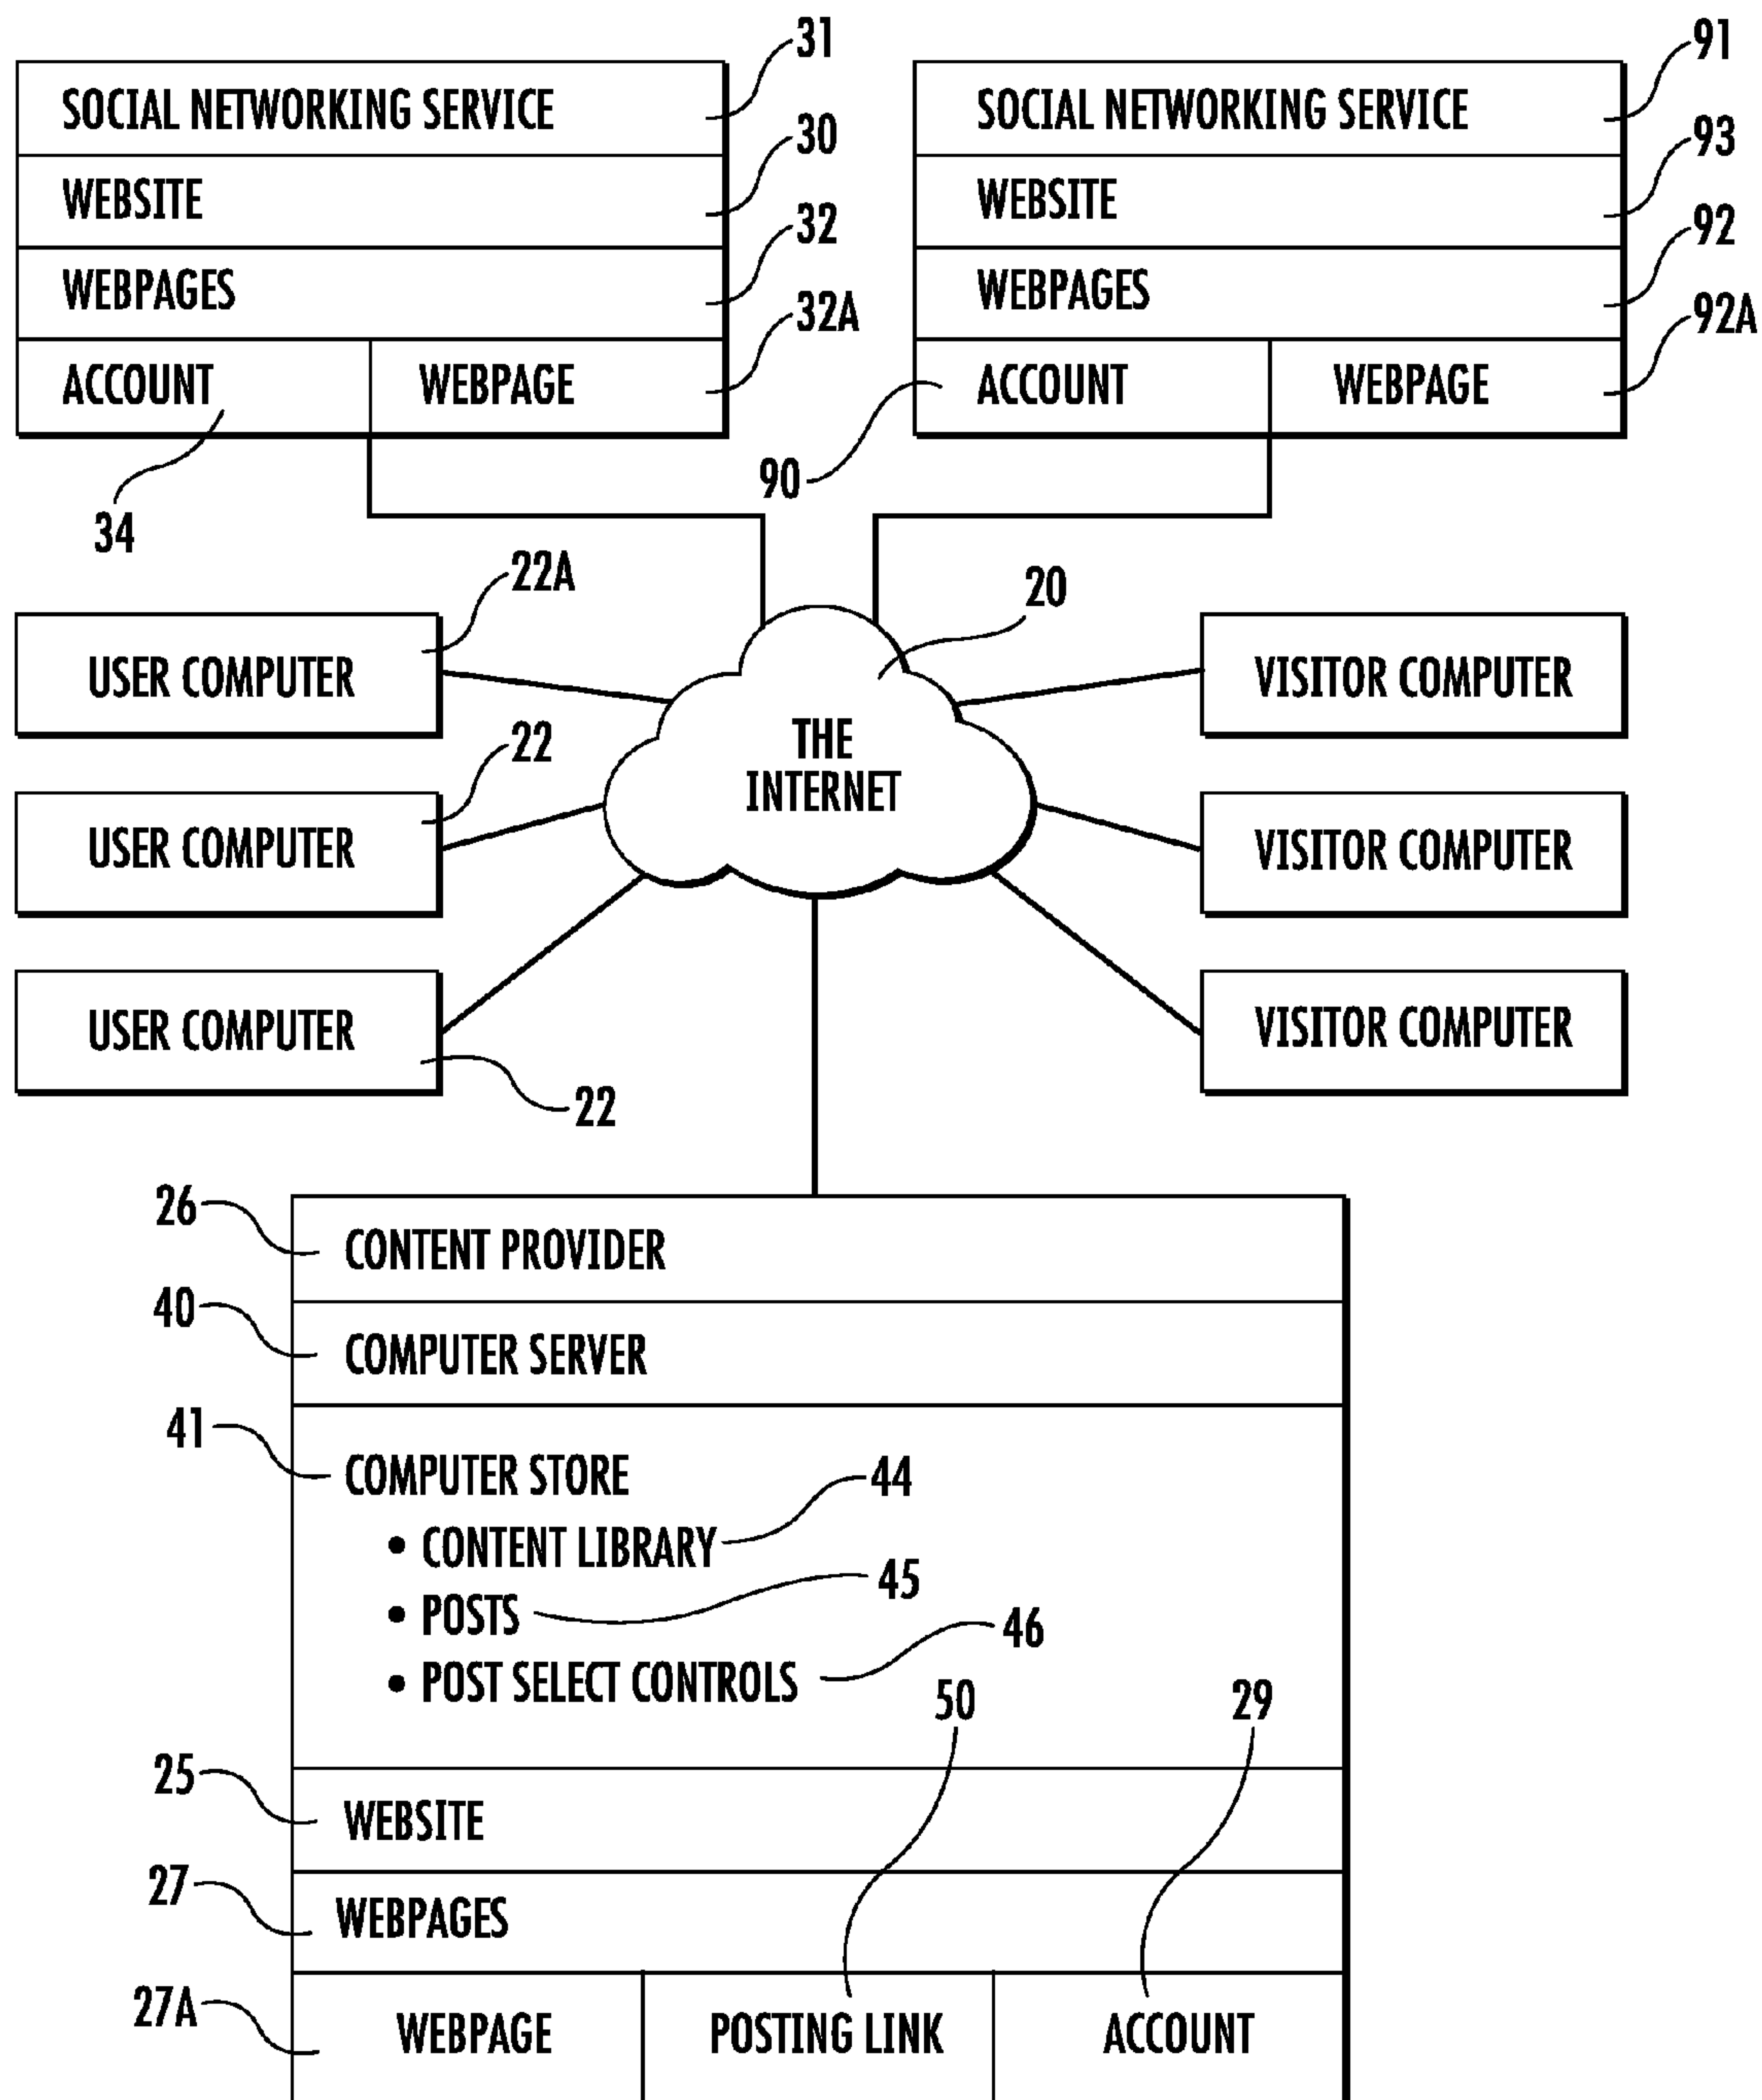 31
SOCIAL NETWORKING SERVICE
30
WEBSITE
32
WEBPAGES
32A
ACCOUNT WEBPAGE
34
91
SOCIAL NETWORKING SERVICE
93
WEBSITE
92
WEBPAGES
92A
ACCOUNT WEBPAGE
90
22A
USER COMPUTER
22
USER COMPUTER
USER COMPUTER
22
20
THE
INTERNET
VISITOR COMPUTER
VISITOR COMPUTER
VISITOR COMPUTER
26
CONTENT PROVIDER
40
COMPUTER SERVER
41
COMPUTER STORE
44
• CONTENT LIBRARY
45
• POSTS
46
• POST SELECT CONTROLS
50
29
25
WEBSITE
27
WEBPAGES
27A
WEBPAGE POSTING LINK ACCOUNT